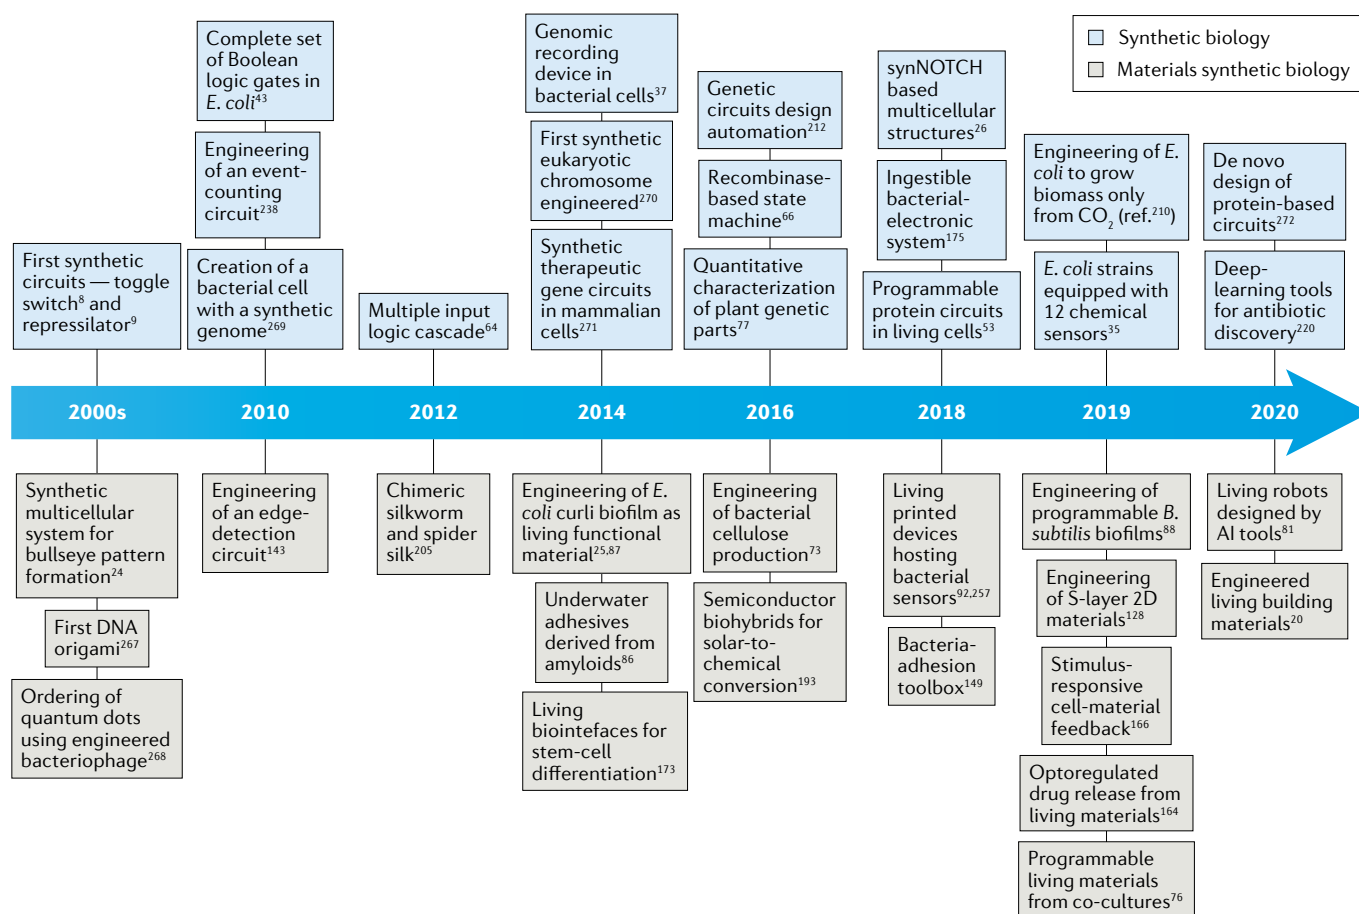 Synthetic biology
Materials synthetic biology
Complete set
of Boolean
logic gates in
E. coli⁴³
Engineering
of an event-
counting
circuit²³⁸
First synthetic
circuits — toggle
switch⁸ and
repressilator⁹
Creation of a
bacterial cell
with a synthetic
genome²⁶⁹
Multiple input
logic cascade⁶⁴
Genomic
recording
device in
bacterial cells³⁷
First synthetic
eukaryotic
chromosome
engineered²⁷⁰
Synthetic
therapeutic
gene circuits
in mammalian
cells²⁷¹
Genetic
circuits design
automation²¹²
Recombinase-
based state
machine⁶⁶
Quantitative
characterization
of plant genetic
parts⁷⁷
synNOTCH
based
multicellular
structures²⁶
Ingestible
bacterial-
electronic
system¹⁷⁵
Programmable
protein circuits
in living cells⁵³
Engineering of E.
coli to grow
biomass only
from CO₂ (ref.²¹⁰)
E. coli strains
equipped with
12 chemical
sensors³⁵
De novo
design of
protein-based
circuits²⁷²
Deep-
learning tools
for antibiotic
discovery²²⁰
2000s
2010
2012
2014
2016
2018
2019
2020
Synthetic
multicellular
system for
bullseye pattern
formation²⁴
First DNA
origami²⁶⁷
Ordering of
quantum dots
using engineered
bacteriophage²⁶⁸
Engineering
of an edge-
detection
circuit¹⁴³
Chimeric
silkworm
and spider
silk²⁰⁵
Engineering of E.
coli curli biofilm as
living functional
material²⁵,⁸⁷
Underwater
adhesives
derived from
amyloids⁸⁶
Living
biointefaces for
stem-cell
differentiation¹⁷³
Engineering
of bacterial
cellulose
production⁷³
Semiconductor
biohybrids for
solar-to-
chemical
conversion¹⁹³
Living
printed
devices
hosting
bacterial
sensors⁹²,²⁵⁷
Bacteria-
adhesion
toolbox¹⁴⁹
Engineering of
programmable B.
subtilis biofilms⁸⁸
Engineering
of S-layer 2D
materials¹²⁸
Stimulus-
responsive
cell-material
feedback¹⁶⁶
Optoregulated
drug release from
living materials¹⁶⁴
Programmable
living materials
from co-cultures⁷⁶
Living robots
designed by
AI tools⁸¹
Engineered
living building
materials²⁰